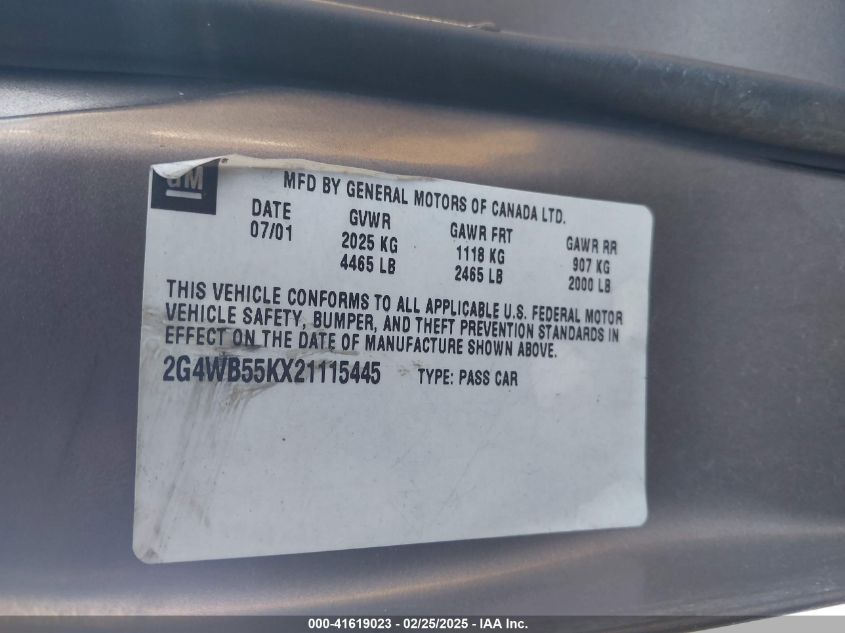 GM
MFD BY GENERAL MOTORS OF CANADA LTD.
DATE GVWR GAWR FRT GAWR RR
07/01 2025 KG 1118 KG 907 KG
4465 LB 2465 LB 2000 LB
THIS VEHICLE CONFORMS TO ALL APPLICABLE U.S. FEDERAL MOTOR
VEHICLE SAFETY, BUMPER, AND THEFT PREVENTION STANDARDS IN
EFFECT ON THE DATE OF MANUFACTURE SHOWN ABOVE.
2G4WB55KX21115445 TYPE: PASS CAR
000-41619023 - 02/25/2025 - IAA Inc.